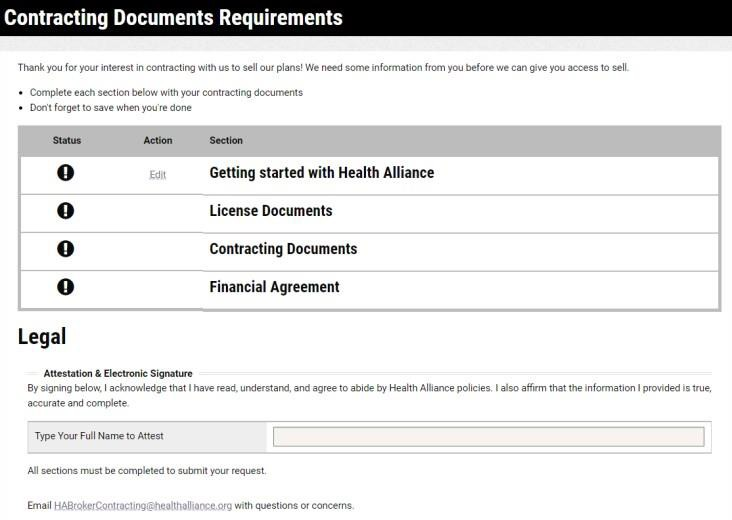 Contracting Documents Requirements
Thank you for your interest in contracting with us to sell our plans! We need some information from you before we can give you access to sell.
• Complete each section below with your contracting documents
• Don't forget to save when you're done
Status Action Section
Edit Getting started with Health Alliance
License Documents
Contracting Documents
Financial Agreement
Legal
Attestation & Electronic Signature
By signing below, I acknowledge that I have read, understand, and agree to abide by Health Alliance policies. I also affirm that the information I provided is true,
accurate and complete.
Type Your Full Name to Attest
All sections must be completed to submit your request.
Email HABrokerContracting@healthalliance.org with questions or concerns.